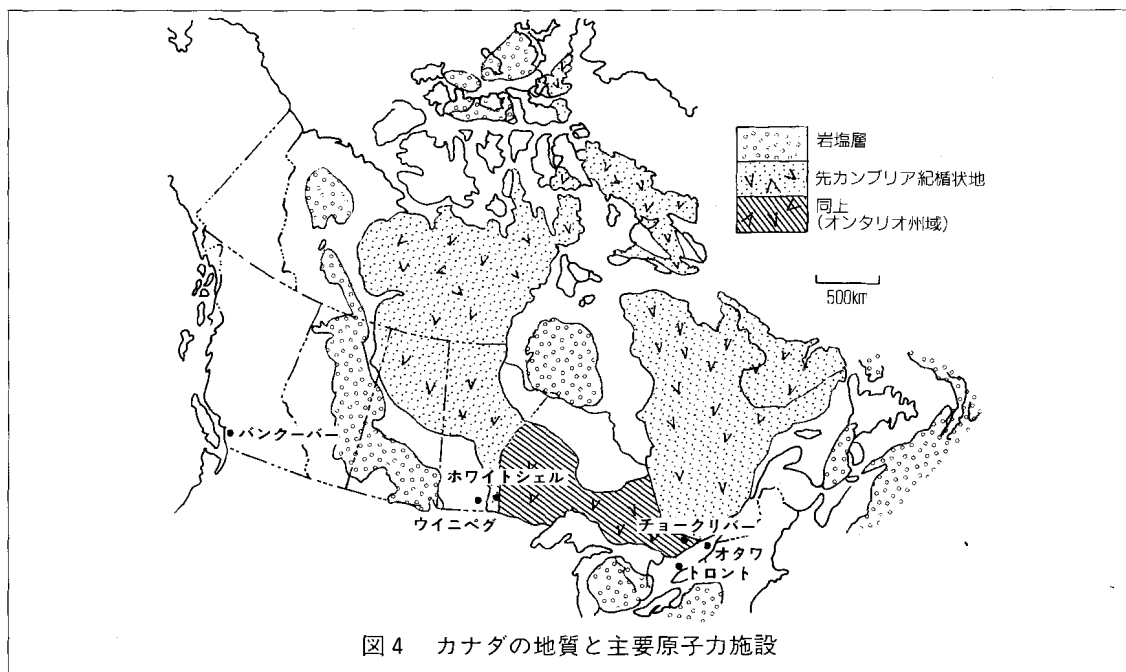 岩塩層
先カンブリア紀楯状地
同上
(オンタリオ州域)
500km
バンクーバー
ホワイトシェル
ウイニペグ
チョークリバー
オタワ
トロント
図4 カナダの地質と主要原子力施設